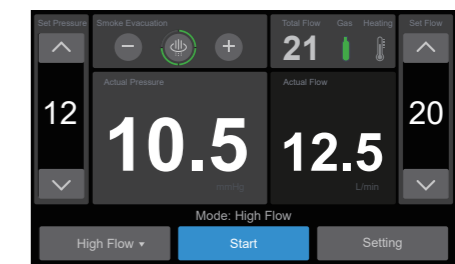 Set Pressure
Smoke Evacuation
Total Flow
Gas
Heating
Set Flow
21
12
Actual Pressure
10.5
mmHg
Actual Flow
12.5
L/min
20
Mode: High Flow
High Flow
Start
Setting